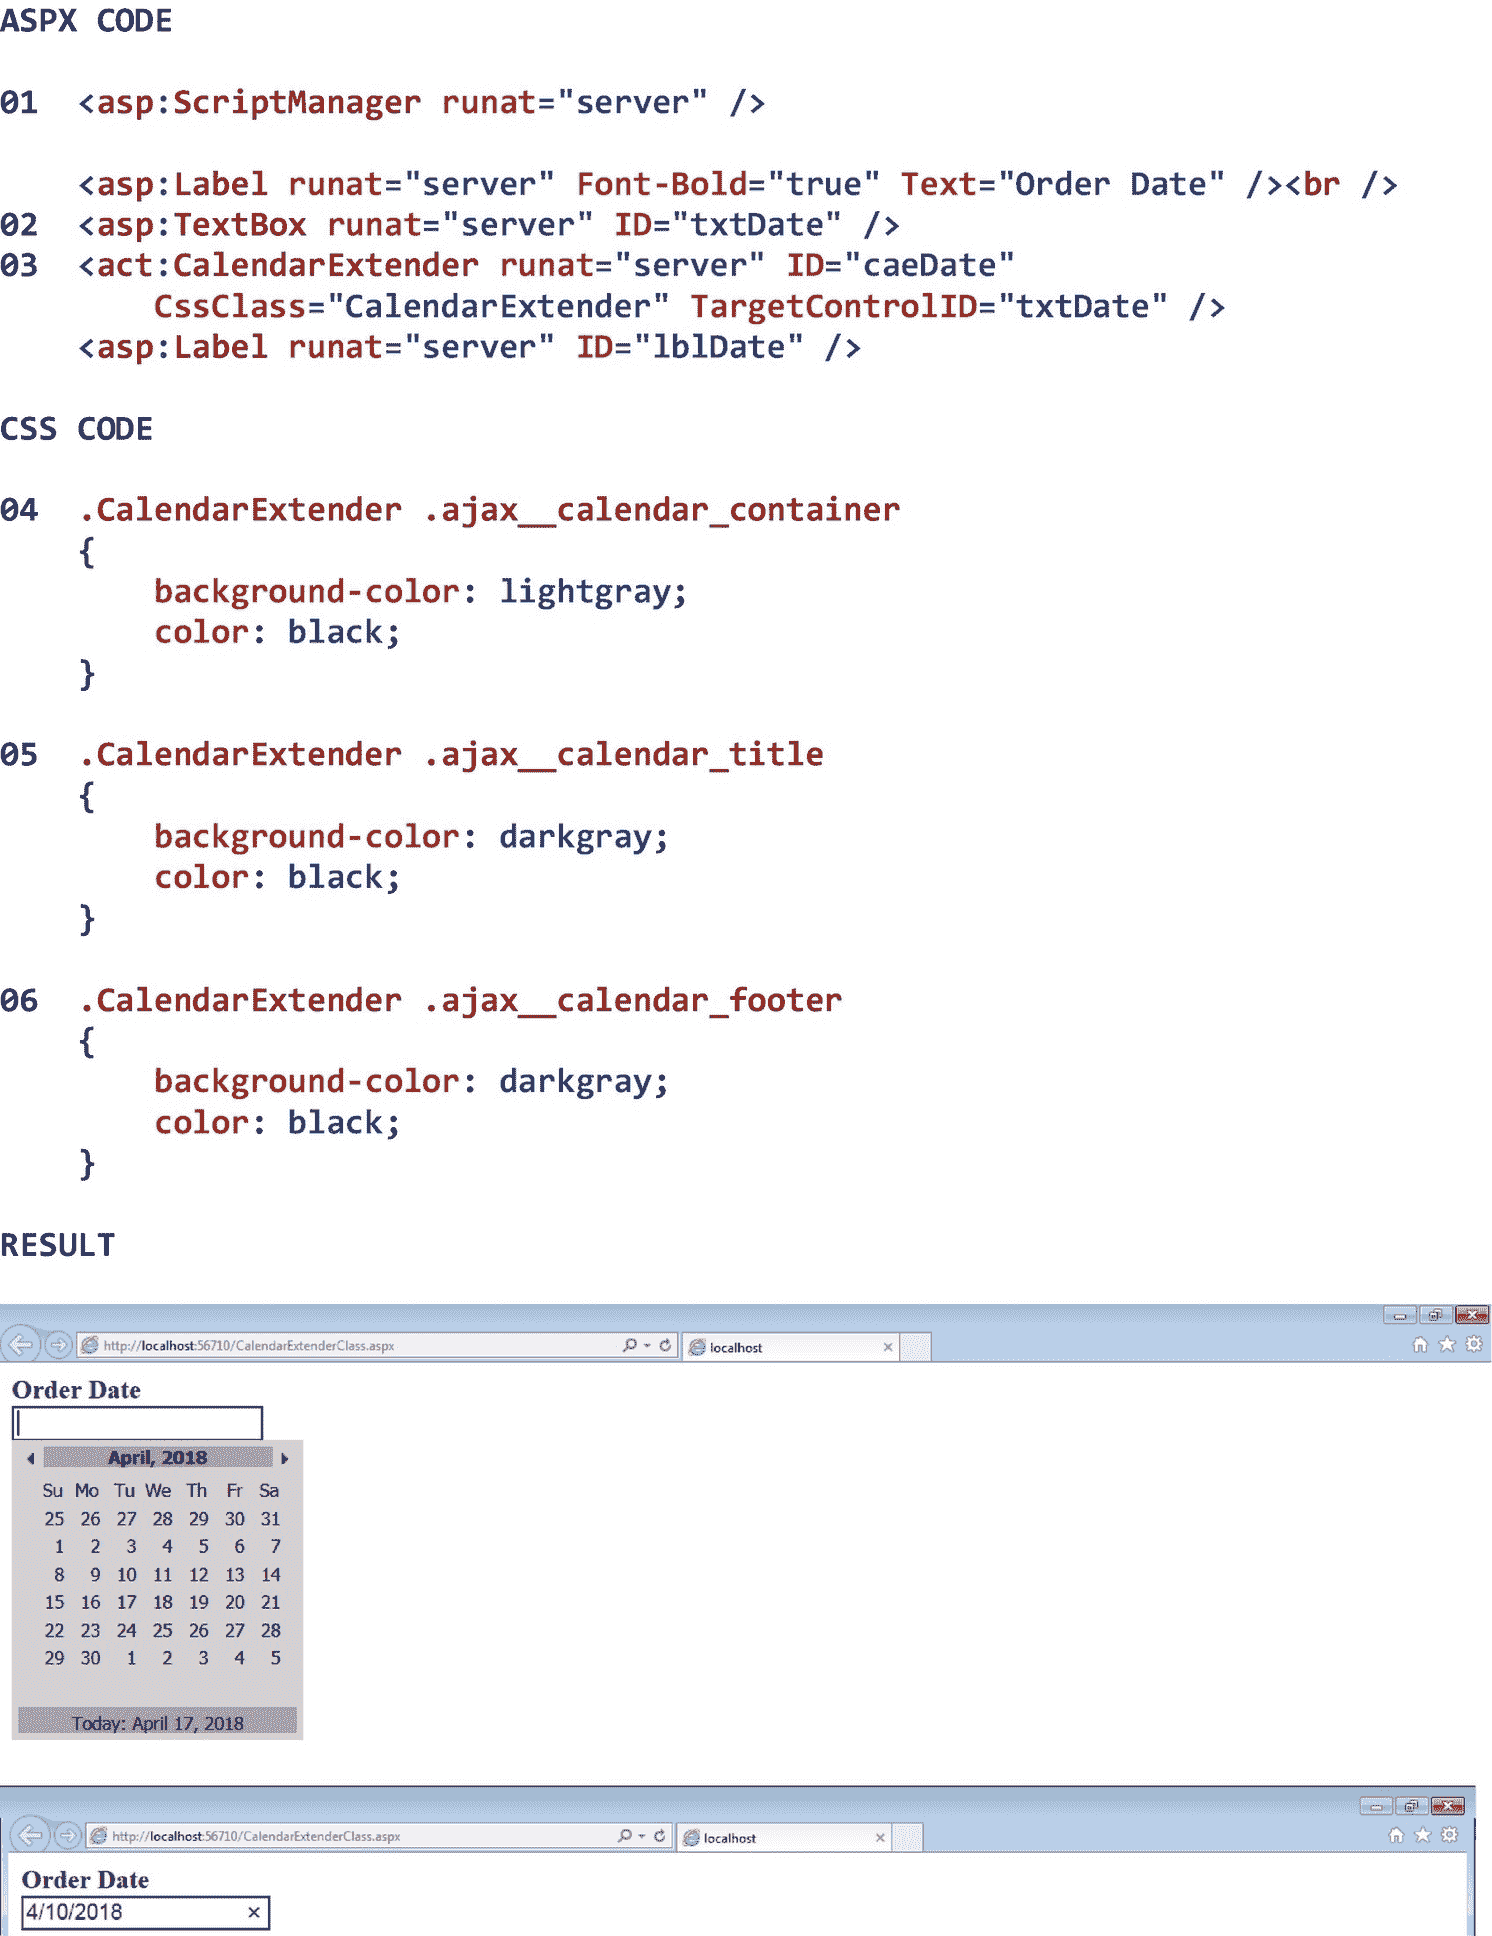 ASPX CODE
01 <asp:ScriptManager runat="server" />
<asp:Label runat="server" Font-Bold="true" Text="Order Date" /><br />
02 <asp:TextBox runat="server" ID="txtDate" />
03 <act:CalendarExtender runat="server" ID="caeDate"
CssClass="CalendarExtender" TargetControlID="txtDate" />
<asp:Label runat="server" ID="lblDate" />
CSS CODE
04 .CalendarExtender .ajax__calendar_container
{
background-color: lightgray;
color: black;
}
05 .CalendarExtender .ajax__calendar_title
{
background-color: darkgray;
color: black;
}
06 .CalendarExtender .ajax__calendar_footer
{
background-color: darkgray;
color: black;
}
RESULT
http://localhost:56710/CalendarExtenderClass.aspx localhost
Order Date
April, 2018
Su Mo Tu We Th Fr Sa
25 26 27 28 29 30 31
1 2 3 4 5 6 7
8 9 10 11 12 13 14
15 16 17 18 19 20 21
22 23 24 25 26 27 28
29 30 1 2 3 4 5
Today: April 17, 2018
http://localhost:56710/CalendarExtenderClass.aspx localhost
Order Date
4/10/2018